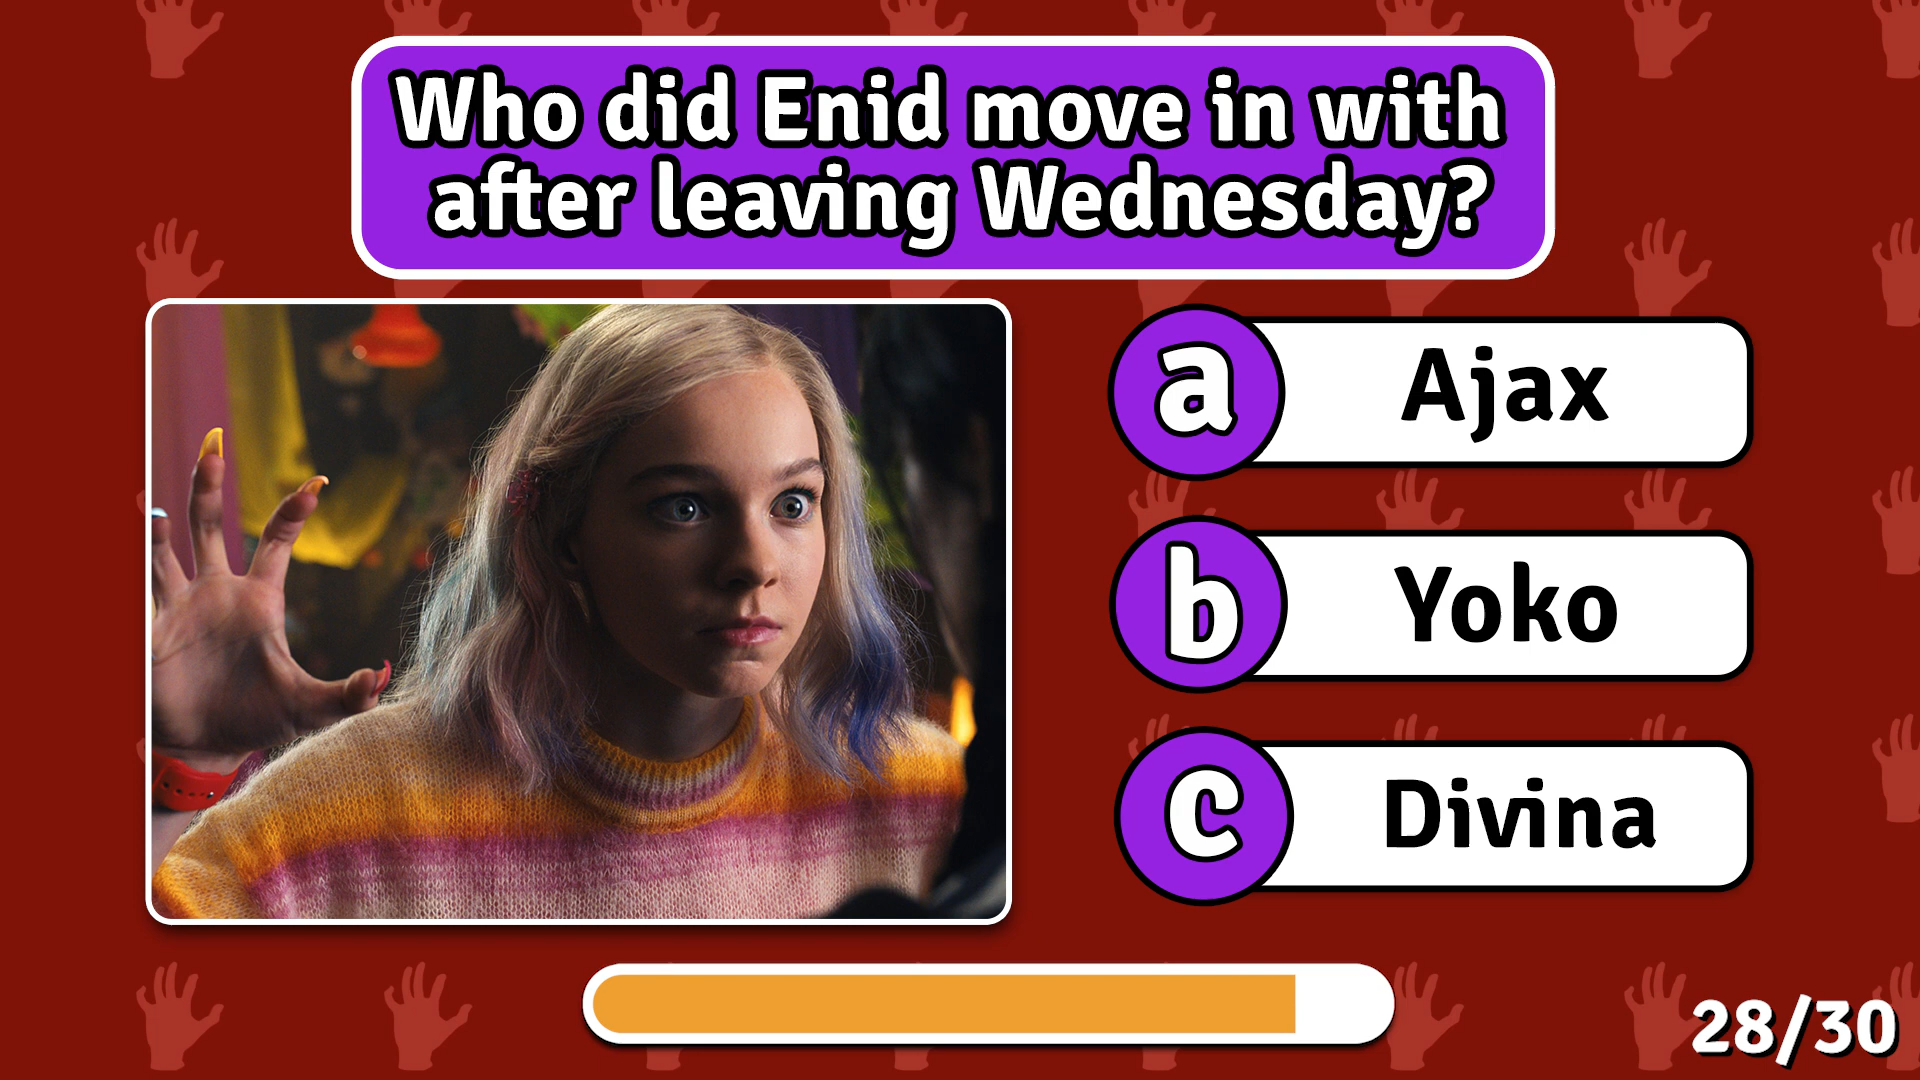 Who did Enid move in with
after leaving Wednesday?
a Ajax
b Yoko
c Divina
28/30